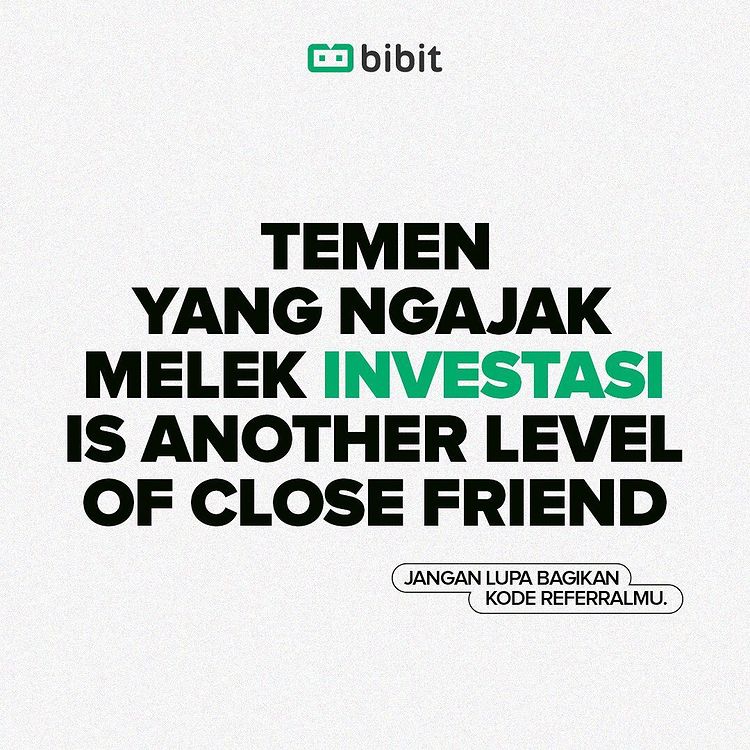 bibit
TEMEN
YANG NGAJAK
MELEK INVESTASI
IS ANOTHER LEVEL
OF CLOSE FRIEND
JANGAN LUPA BAGIKAN
KODE REFERRALMU.